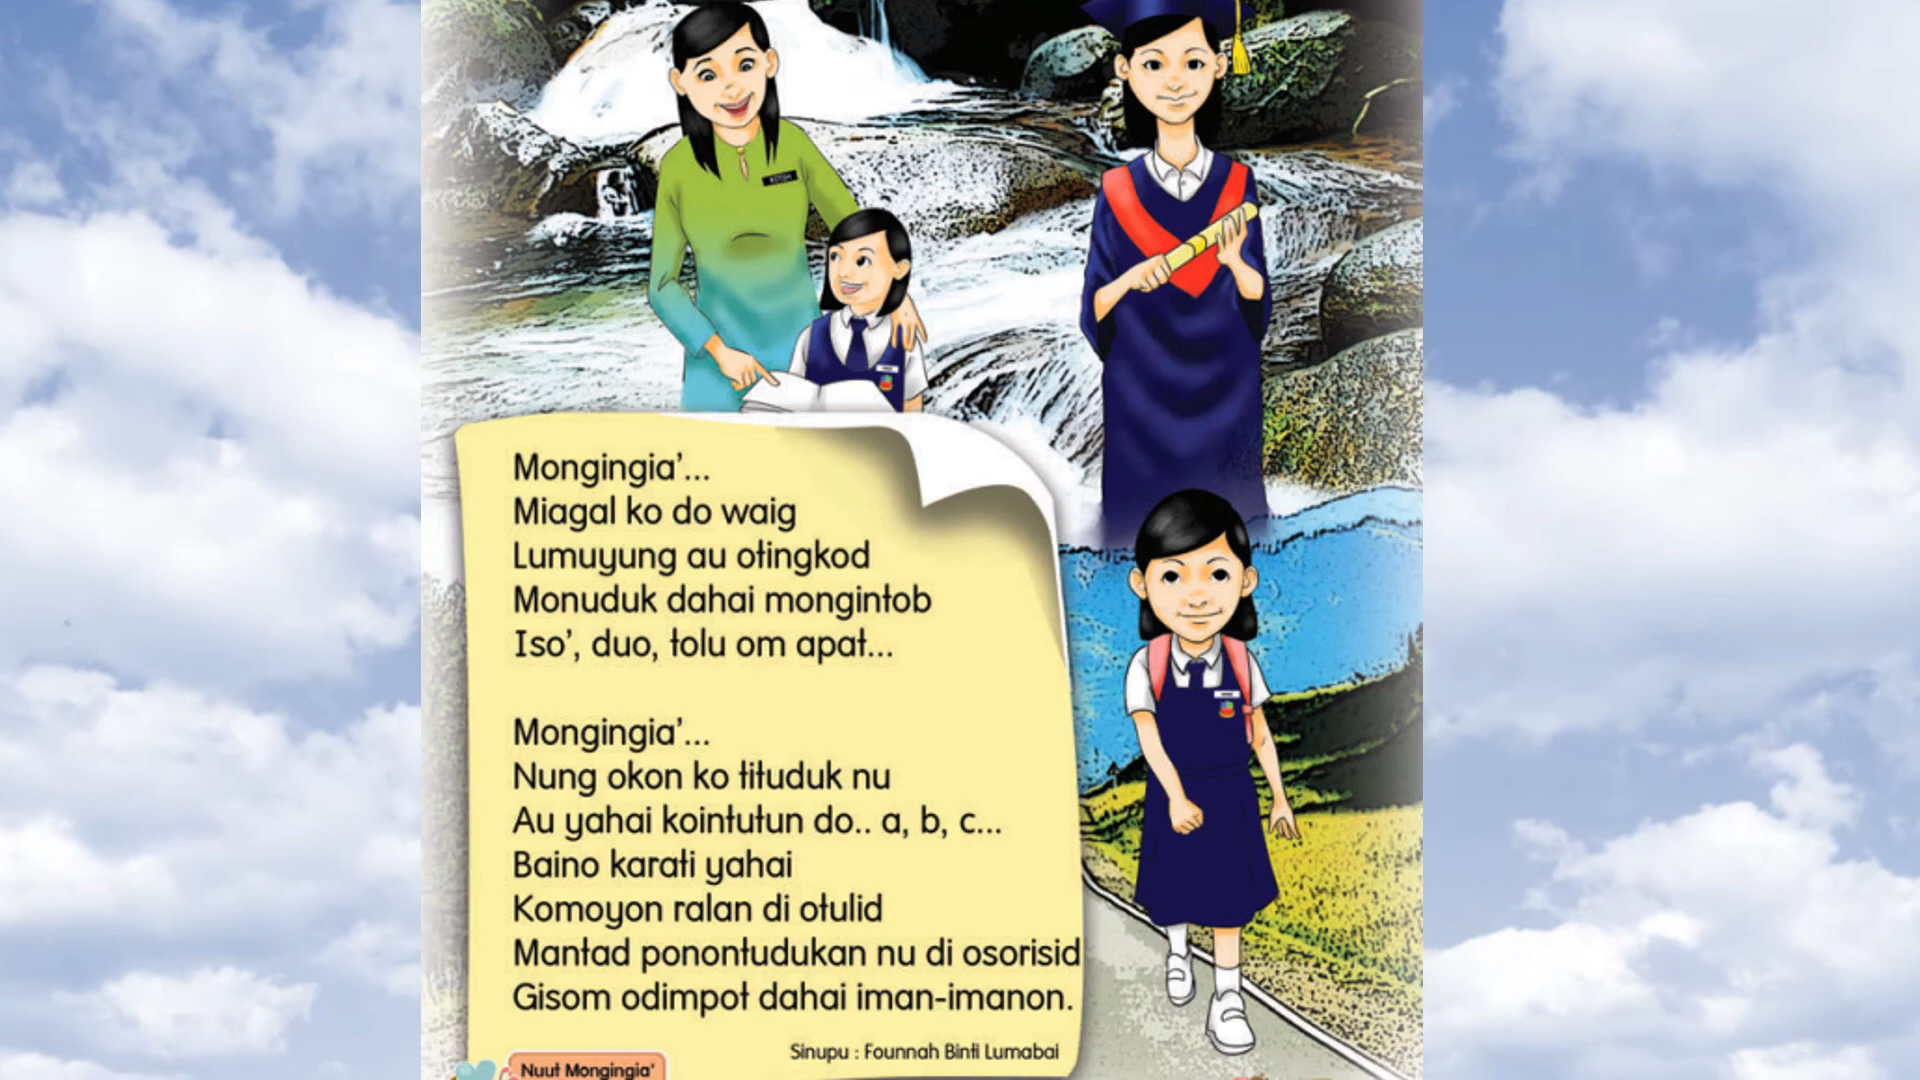 Mongingia’...
Miagal ko do waig
Lumuyung au otingkod
Monuduk dahai mongintob
Iso’, duo, tolu om apat...
Mongingia’...
Nung okon ko tituduk nu
Au yahai kointutun do.. a, b, c...
Baino karati yahai
Komoyon ralan di otulid
Mantad ponontudukan nu di osorisid
Gisom odimpot dahai iman-imanon.
Sinupu : Founnah Binti Lumabai
Nuut Mongingia’